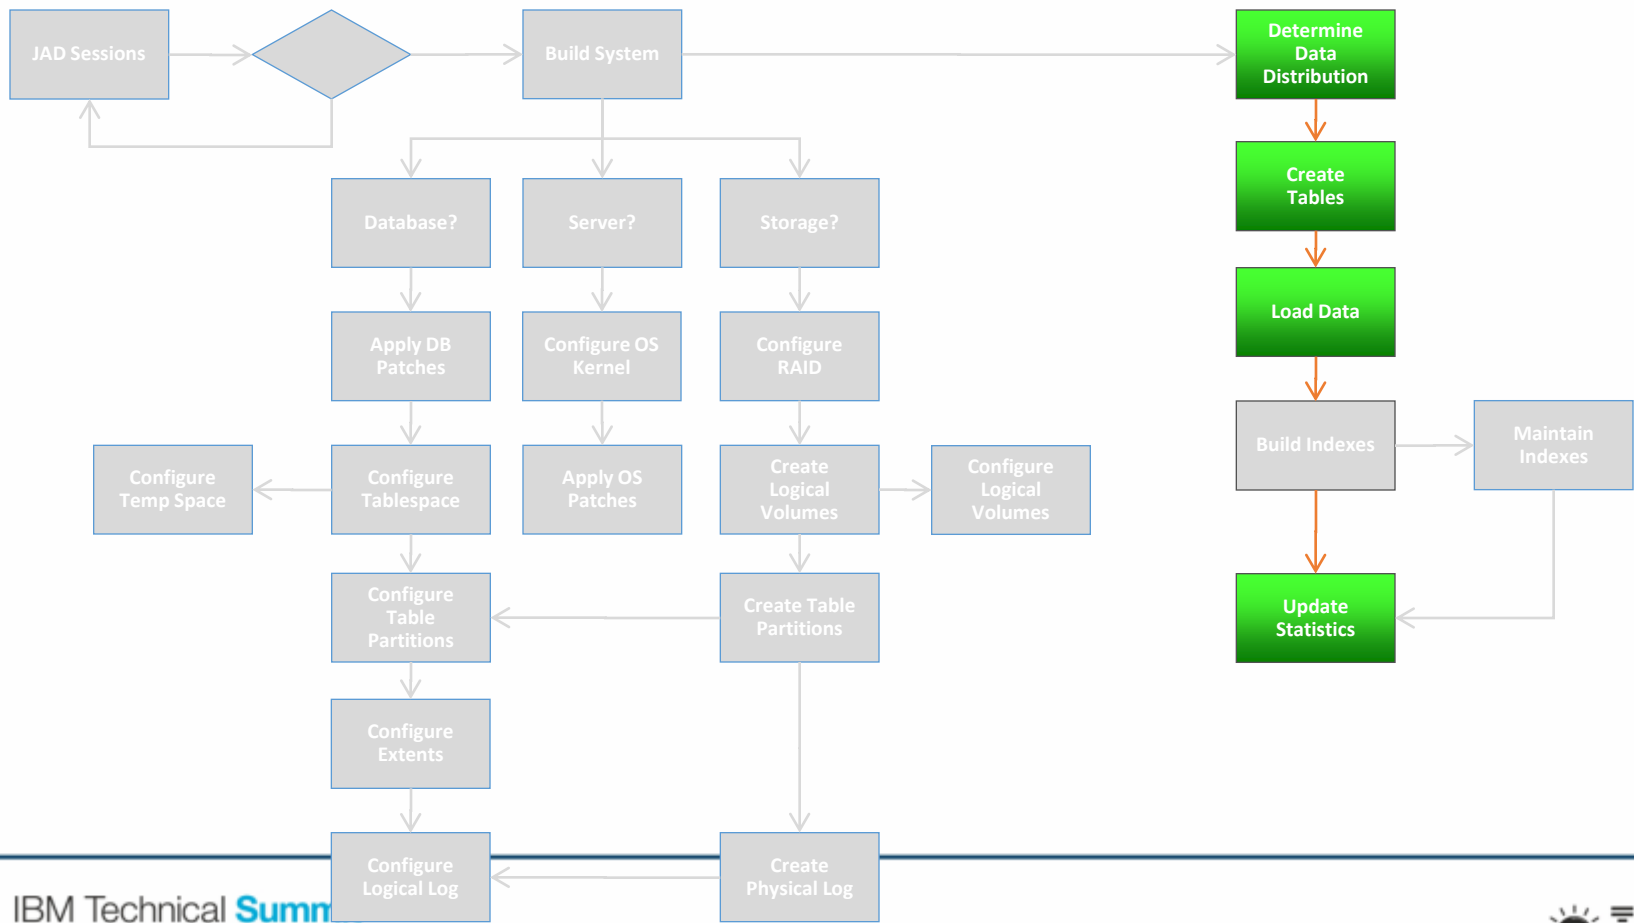 JAD Sessions
Build System
Determine
Data
Distribution
Create
Tables
Database?
Server?
Storage?
Load Data
Apply DB
Patches
Configure OS
Kernel
Configure
RAID
Build Indexes
Maintain
Indexes
Configure
Temp Space
Configure
Tablespace
Apply OS
Patches
Create
Logical
Volumes
Configure
Logical
Volumes
Configure
Table
Partitions
Create Table
Partitions
Update
Statistics
Configure
Extents
Configure
Logical Log
Create
Physical Log
IBM Technical